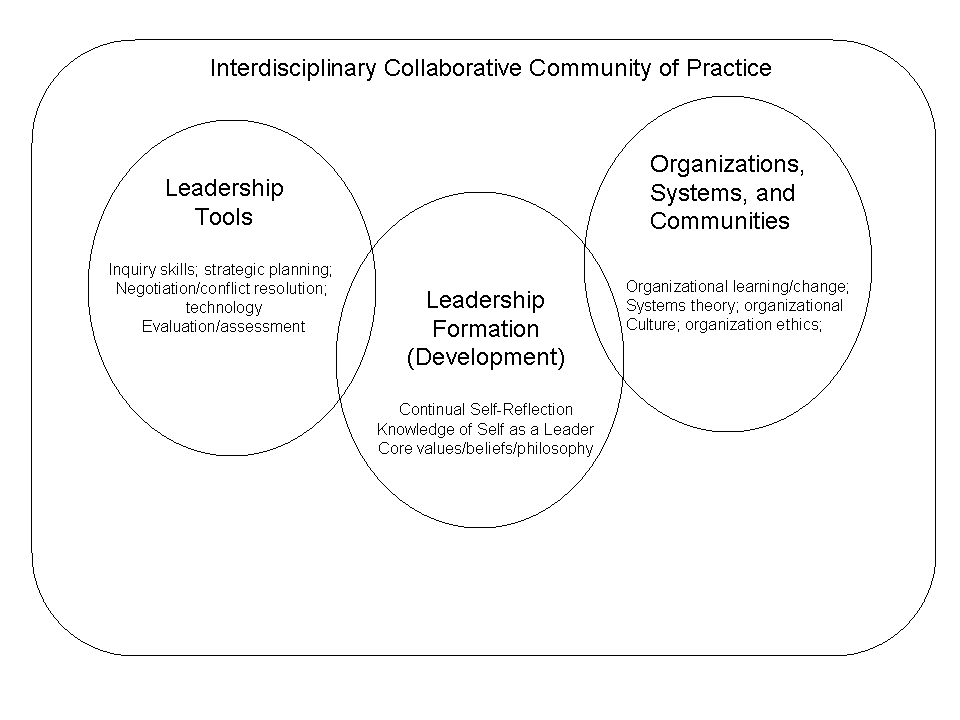 Interdisciplinary Collaborative Community of Practice
Leadership
Tools
Inquiry skills; strategic planning;
Negotiation/conflict resolution;
technology
Evaluation/assessment
Leadership
Formation
(Development)
Continual Self-Reflection
Knowledge of Self as a Leader
Core values/beliefs/philosophy
Organizations,
Systems, and
Communities
Organizational learning/change;
Systems theory; organizational
Culture; organization ethics;